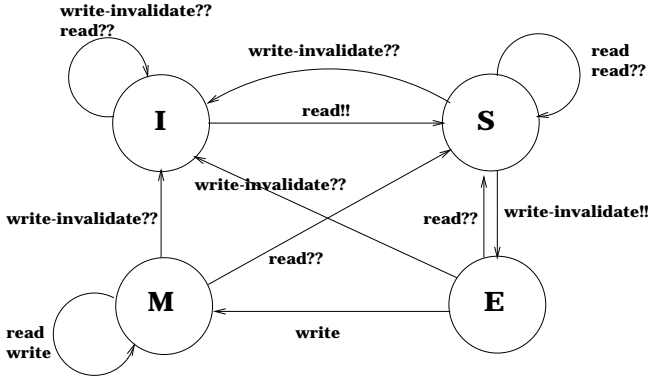 write-invalidate??
read??
write-invalidate??
read
read??
I
read!!
S
write-invalidate??
write-invalidate??
read??
write-invalidate!!
read??
M
E
read
write
write